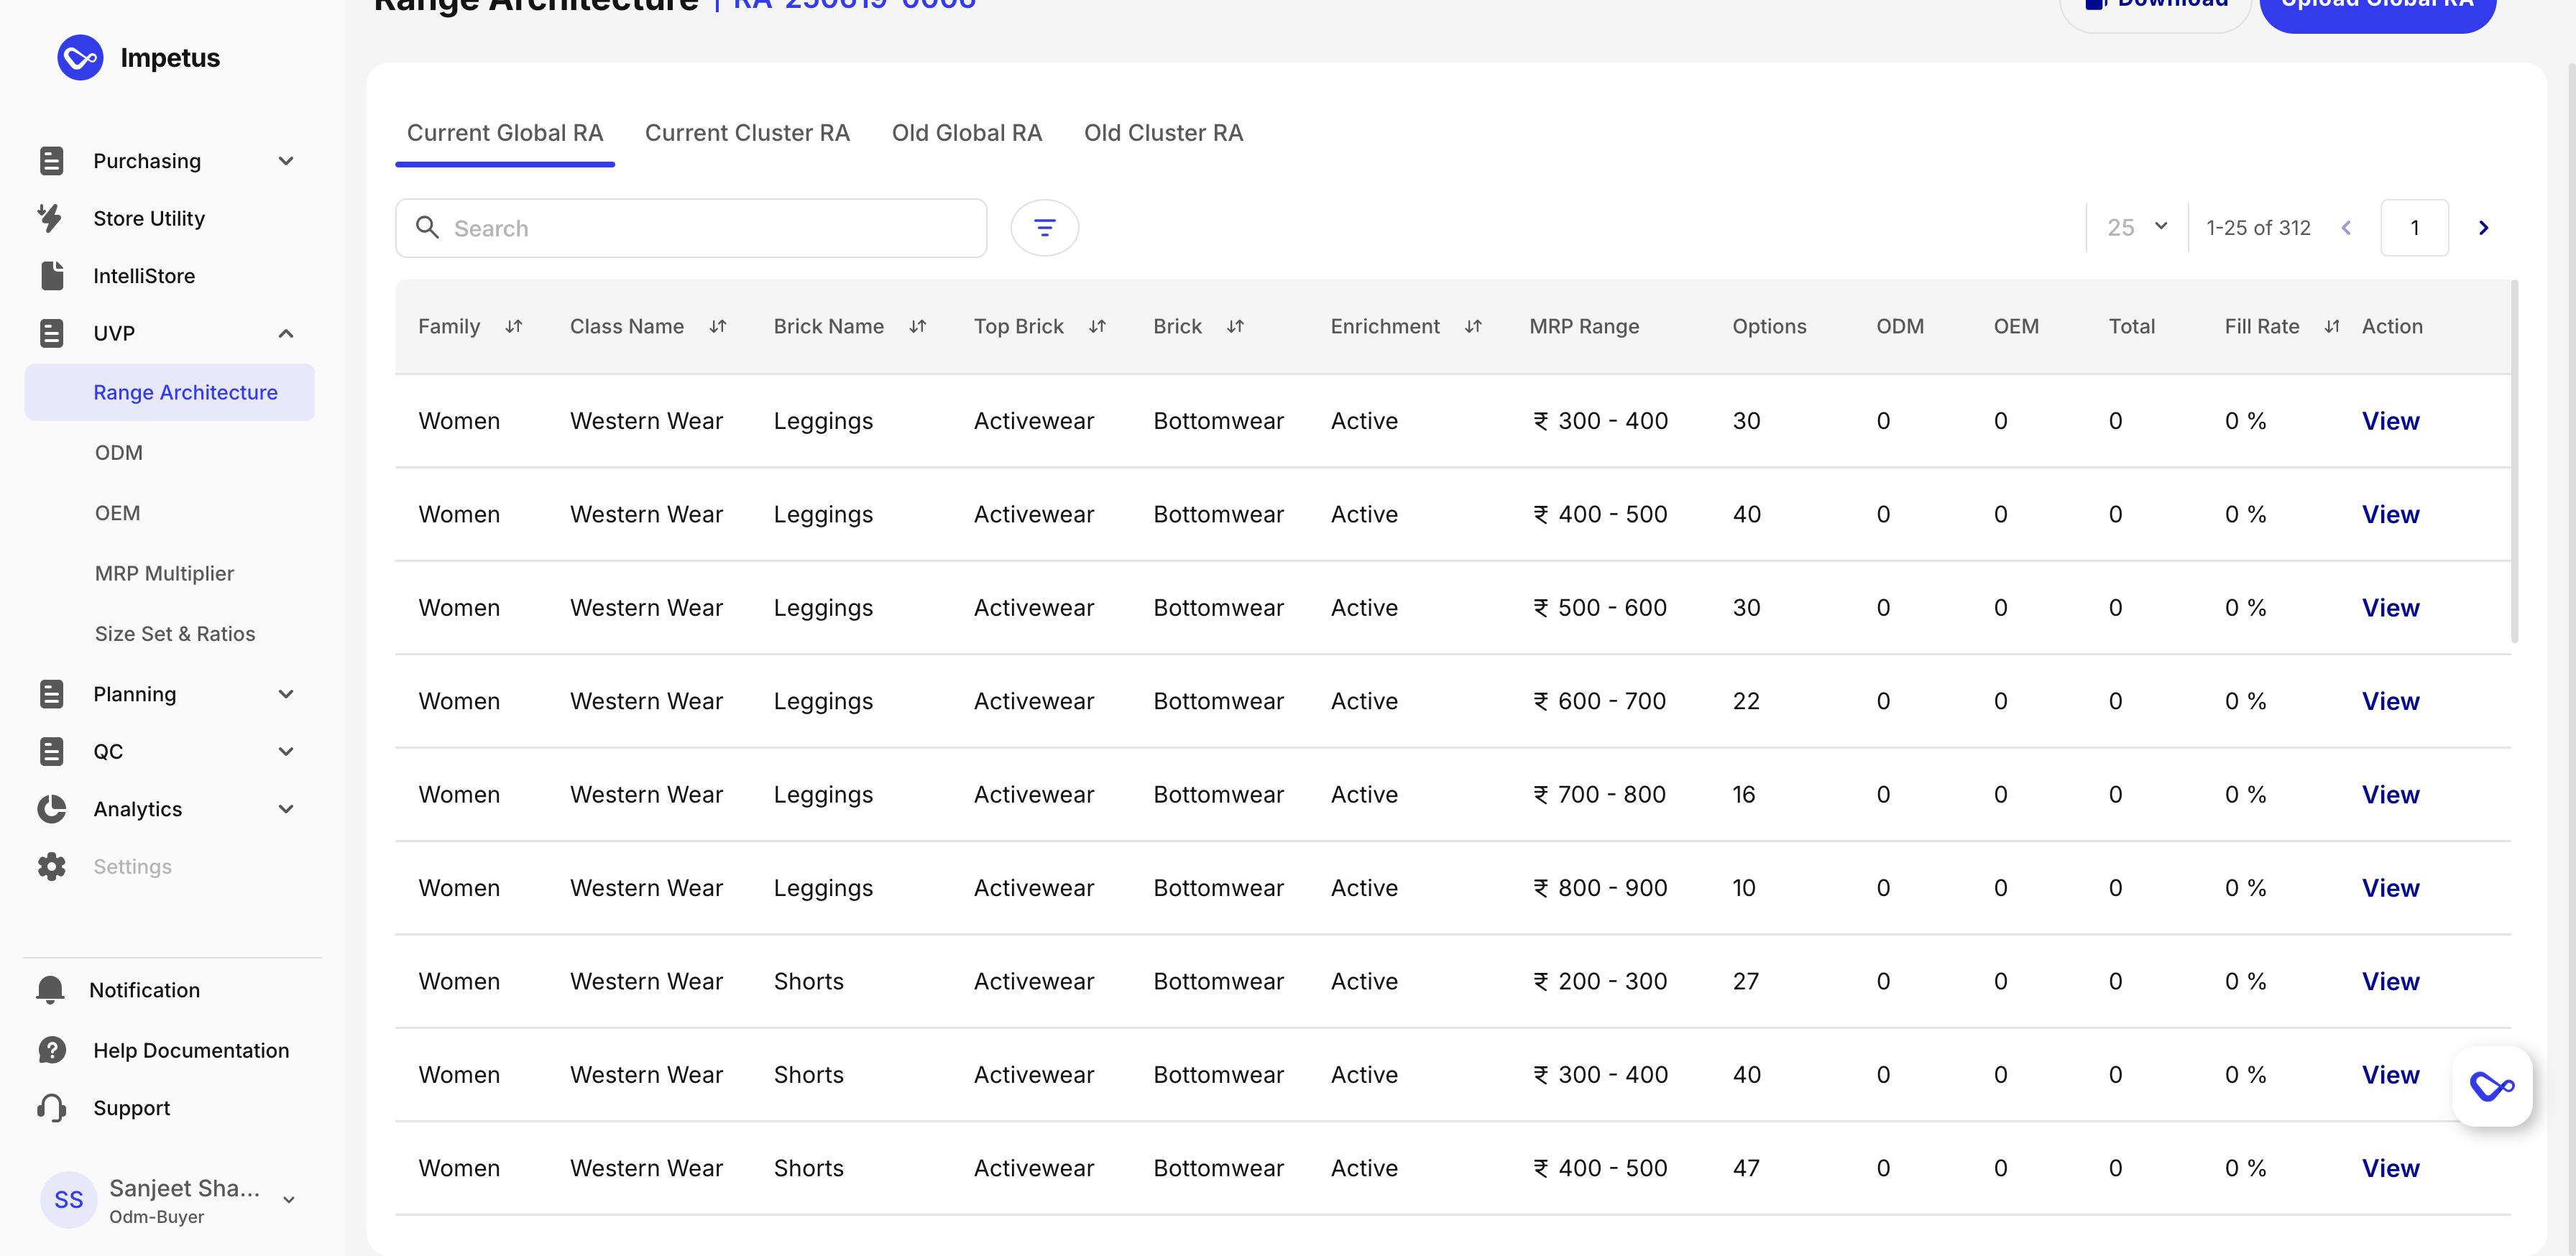 Range Architecture | RA-250619-0006
Download
Upload Global RA
Impetus
Purchasing
Store Utility
IntelliStore
UVP
Range Architecture
ODM
OEM
MRP Multiplier
Size Set & Ratios
Planning
QC
Analytics
Settings
Notification
Help Documentation
Support
SS
Sanjeet Sha...
Odm-Buyer
Current Global RA Current Cluster RA Old Global RA Old Cluster RA
Search
25 1-25 of 312 1
Family Class Name Brick Name Top Brick Brick Enrichment MRP Range Options ODM OEM Total Fill Rate Action
Women Western Wear Leggings Activewear Bottomwear Active ₹ 300 - 400 30 0 0 0 0 % View
Women Western Wear Leggings Activewear Bottomwear Active ₹ 400 - 500 40 0 0 0 0 % View
Women Western Wear Leggings Activewear Bottomwear Active ₹ 500 - 600 30 0 0 0 0 % View
Women Western Wear Leggings Activewear Bottomwear Active ₹ 600 - 700 22 0 0 0 0 % View
Women Western Wear Leggings Activewear Bottomwear Active ₹ 700 - 800 16 0 0 0 0 % View
Women Western Wear Leggings Activewear Bottomwear Active ₹ 800 - 900 10 0 0 0 0 % View
Women Western Wear Shorts Activewear Bottomwear Active ₹ 200 - 300 27 0 0 0 0 % View
Women Western Wear Shorts Activewear Bottomwear Active ₹ 300 - 400 40 0 0 0 0 % View
Women Western Wear Shorts Activewear Bottomwear Active ₹ 400 - 500 47 0 0 0 0 % View